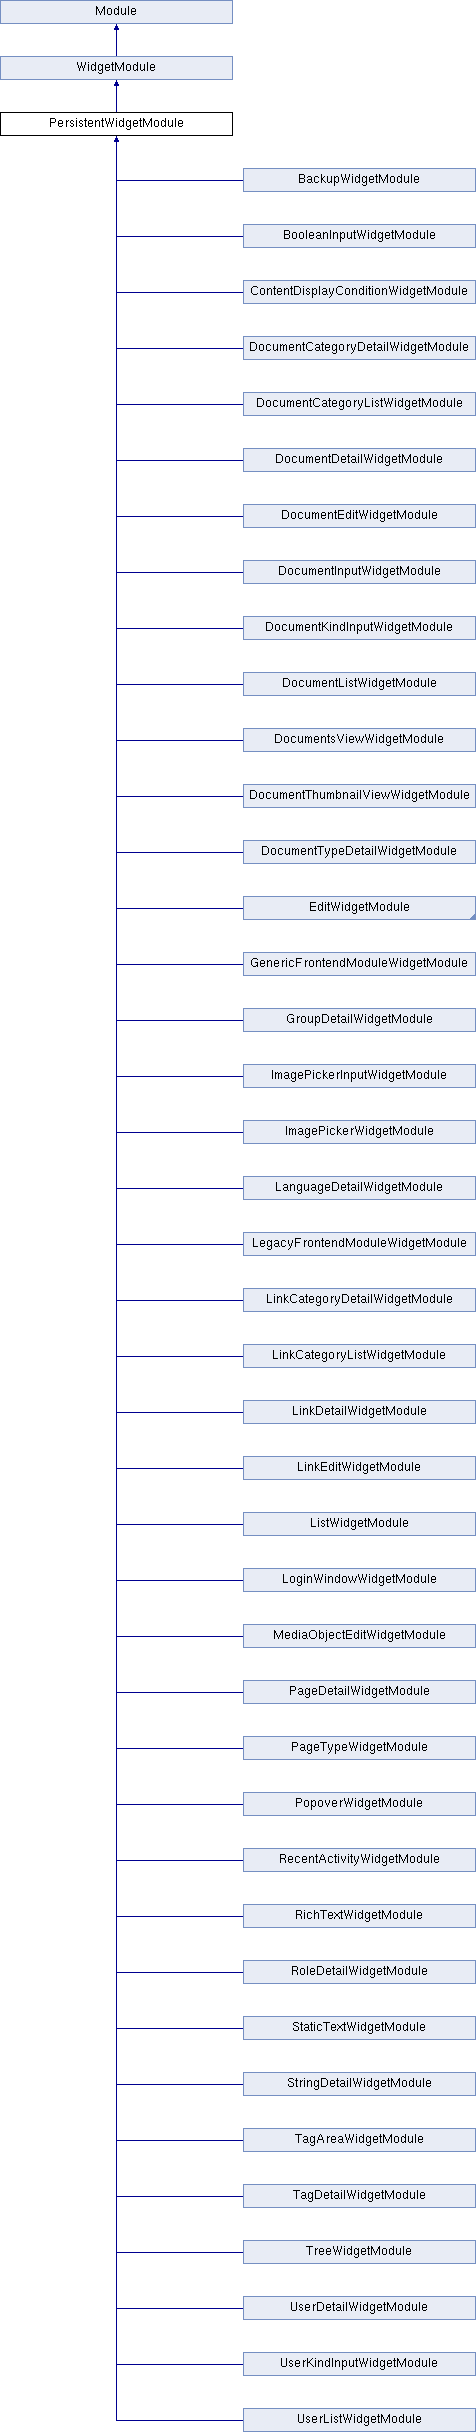 Module
WidgetModule
PersistentWidgetModule
BackupWidgetModule
BooleanInputWidgetModule
ContentDisplayConditionWidgetModule
DocumentCategoryDetailWidgetModule
DocumentCategoryListWidgetModule
DocumentDetailWidgetModule
DocumentEditWidgetModule
DocumentInputWidgetModule
DocumentKindInputWidgetModule
DocumentListWidgetModule
DocumentsViewWidgetModule
DocumentThumbnailViewWidgetModule
DocumentTypeDetailWidgetModule
EditWidgetModule
GenericFrontendModuleWidgetModule
GroupDetailWidgetModule
ImagePickerInputWidgetModule
ImagePickerWidgetModule
LanguageDetailWidgetModule
LegacyFrontendModuleWidgetModule
LinkCategoryDetailWidgetModule
LinkCategoryListWidgetModule
LinkDetailWidgetModule
LinkEditWidgetModule
ListWidgetModule
LoginWindowWidgetModule
MediaObjectEditWidgetModule
PageDetailWidgetModule
PageTypeWidgetModule
PopoverWidgetModule
RecentActivityWidgetModule
RichTextWidgetModule
RoleDetailWidgetModule
StaticTextWidgetModule
StringDetailWidgetModule
TagAreaWidgetModule
TagDetailWidgetModule
TreeWidgetModule
UserDetailWidgetModule
UserKindInputWidgetModule
UserListWidgetModule